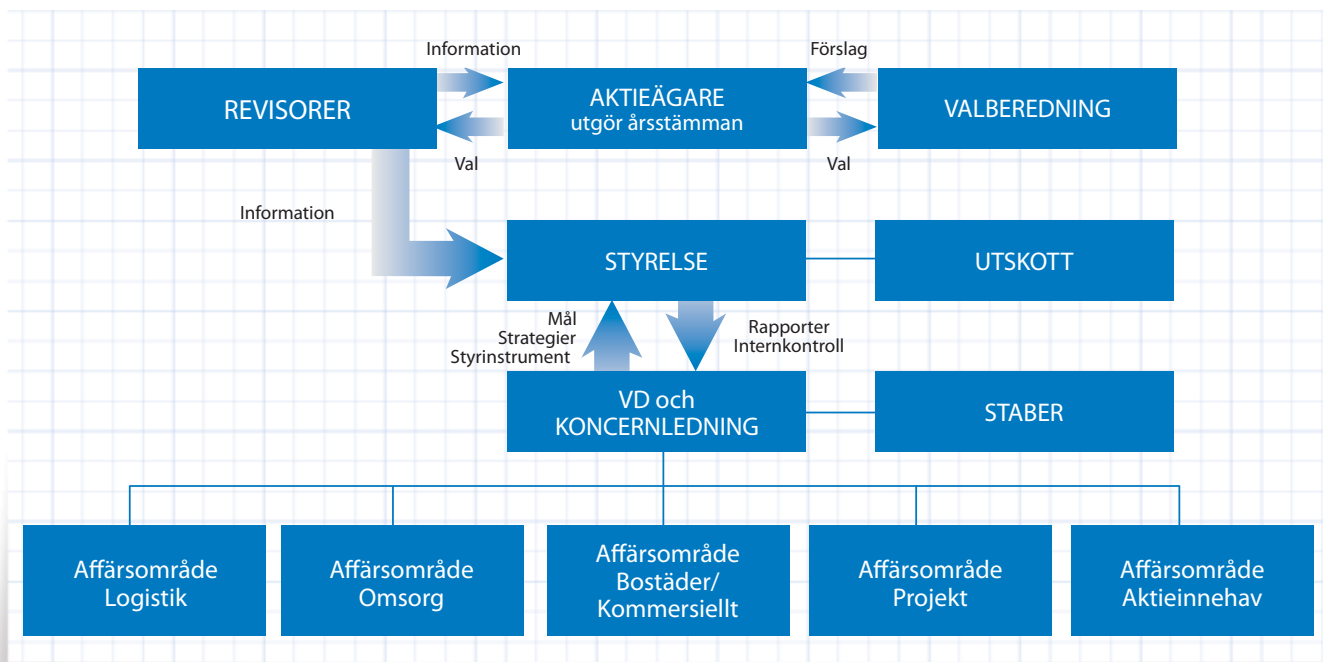 Information
Förslag
REVISORER
AKTIEÄGARE
utgör årsstämman
VALBEREDNING
Val
Val
Information
STYRELSE
UTSKOTT
Mål
Strategier
Styrinstrument
Rapporter
Internkontroll
VD och
KONCERNLEDNING
STABER
Affärsområde
Logistik
Affärsområde
Omsorg
Affärsområde
Bostäder/
Kommersiellt
Affärsområde
Projekt
Affärsområde
Aktieinnehav